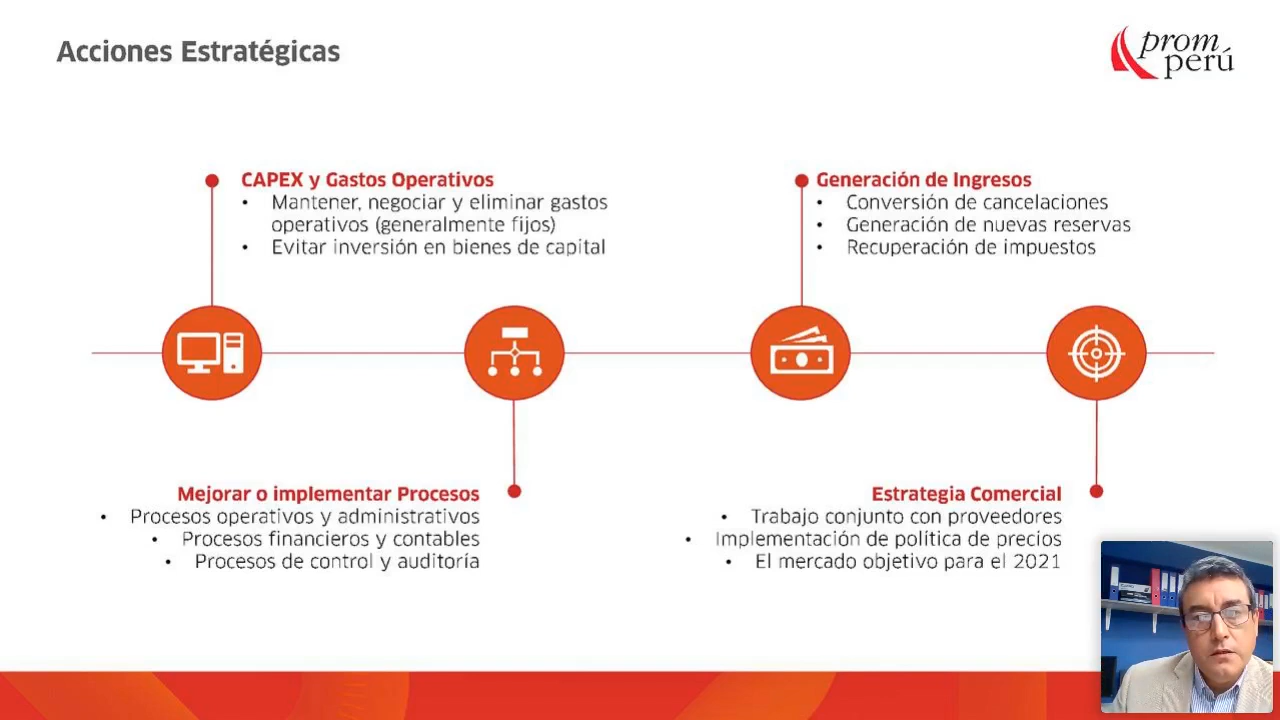 Acciones Estratégicas
prom
perú
CAPEX y Gastos Operativos
• Mantener, negociar y eliminar gastos
operativos (generalmente fijos)
• Evitar inversión en bienes de capital
Generación de Ingresos
• Conversión de cancelaciones
• Generación de nuevas reservas
• Recuperación de impuestos
Mejorar o implementar Procesos
• Procesos operativos y administrativos
• Procesos financieros y contables
• Procesos de control y auditoría
Estrategia Comercial
• Trabajo conjunto con proveedores
• Implementación de política de precios
• El mercado objetivo para el 2021